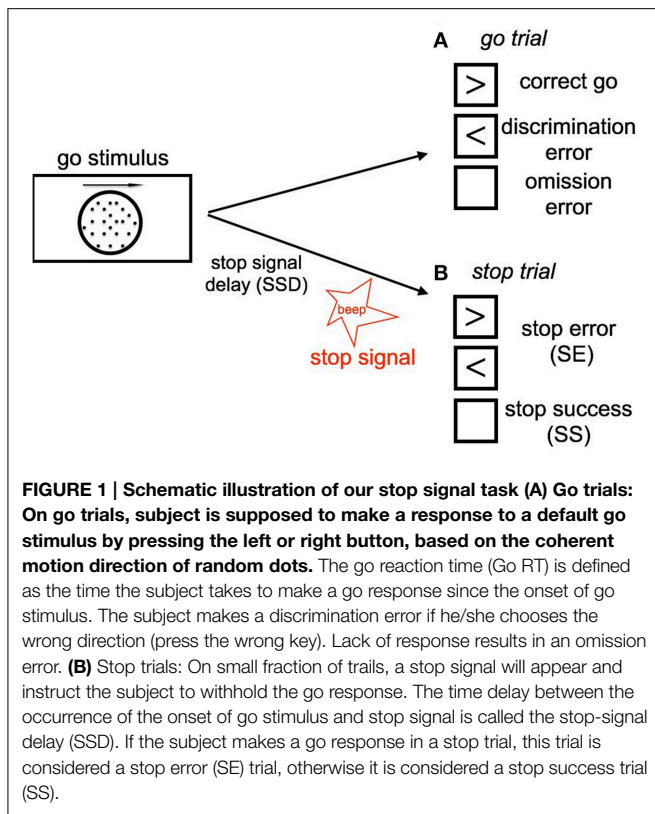 A go trial
> correct go
go stimulus
< discrimination
error
omission
error
stop signal
delay (SSD)
B stop trial
beep
>
stop error
(SE)
stop signal
<
stop success
(SS)
FIGURE 1 | Schematic illustration of our stop signal task (A) Go trials:
On go trials, subject is supposed to make a response to a default go
stimulus by pressing the left or right button, based on the coherent
motion direction of random dots. The go reaction time (Go RT) is defined
as the time the subject takes to make a go response since the onset of go
stimulus. The subject makes a discrimination error if he/she chooses the
wrong direction (press the wrong key). Lack of response results in an omission
error. (B) Stop trials: On small fraction of trails, a stop signal will appear and
instruct the subject to withhold the go response. The time delay between the
occurrence of the onset of go stimulus and stop signal is called the stop-signal
delay (SSD). If the subject makes a go response in a stop trial, this trial is
considered a stop error (SE) trial, otherwise it is considered a stop success trial
(SS).